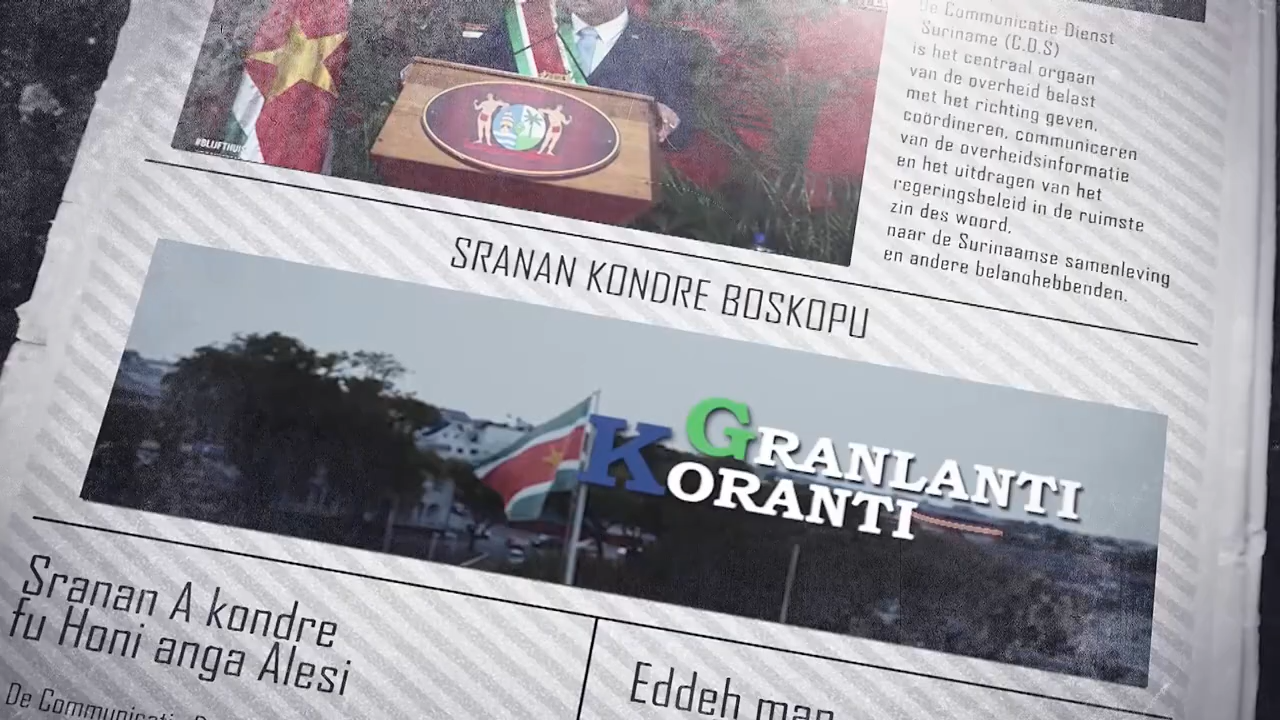 De Communicatie Dienst
Suriname (C.D.S)
is het centraal orgaan
van de overheid belast
met het richting geven,
coördineren, communiceren
van de overheidsinformatie
en het uitdragen van het
regeringsbeleid in de ruimste
zin des woord,
naar de Surinaamse samenleving
en andere belanghebbenden.
SRANAN KONDRE BOSKOPU
GRANLANTI
KORANTI
Sranan A kondre
fu Honi anga Alesi
Eddeh man
De